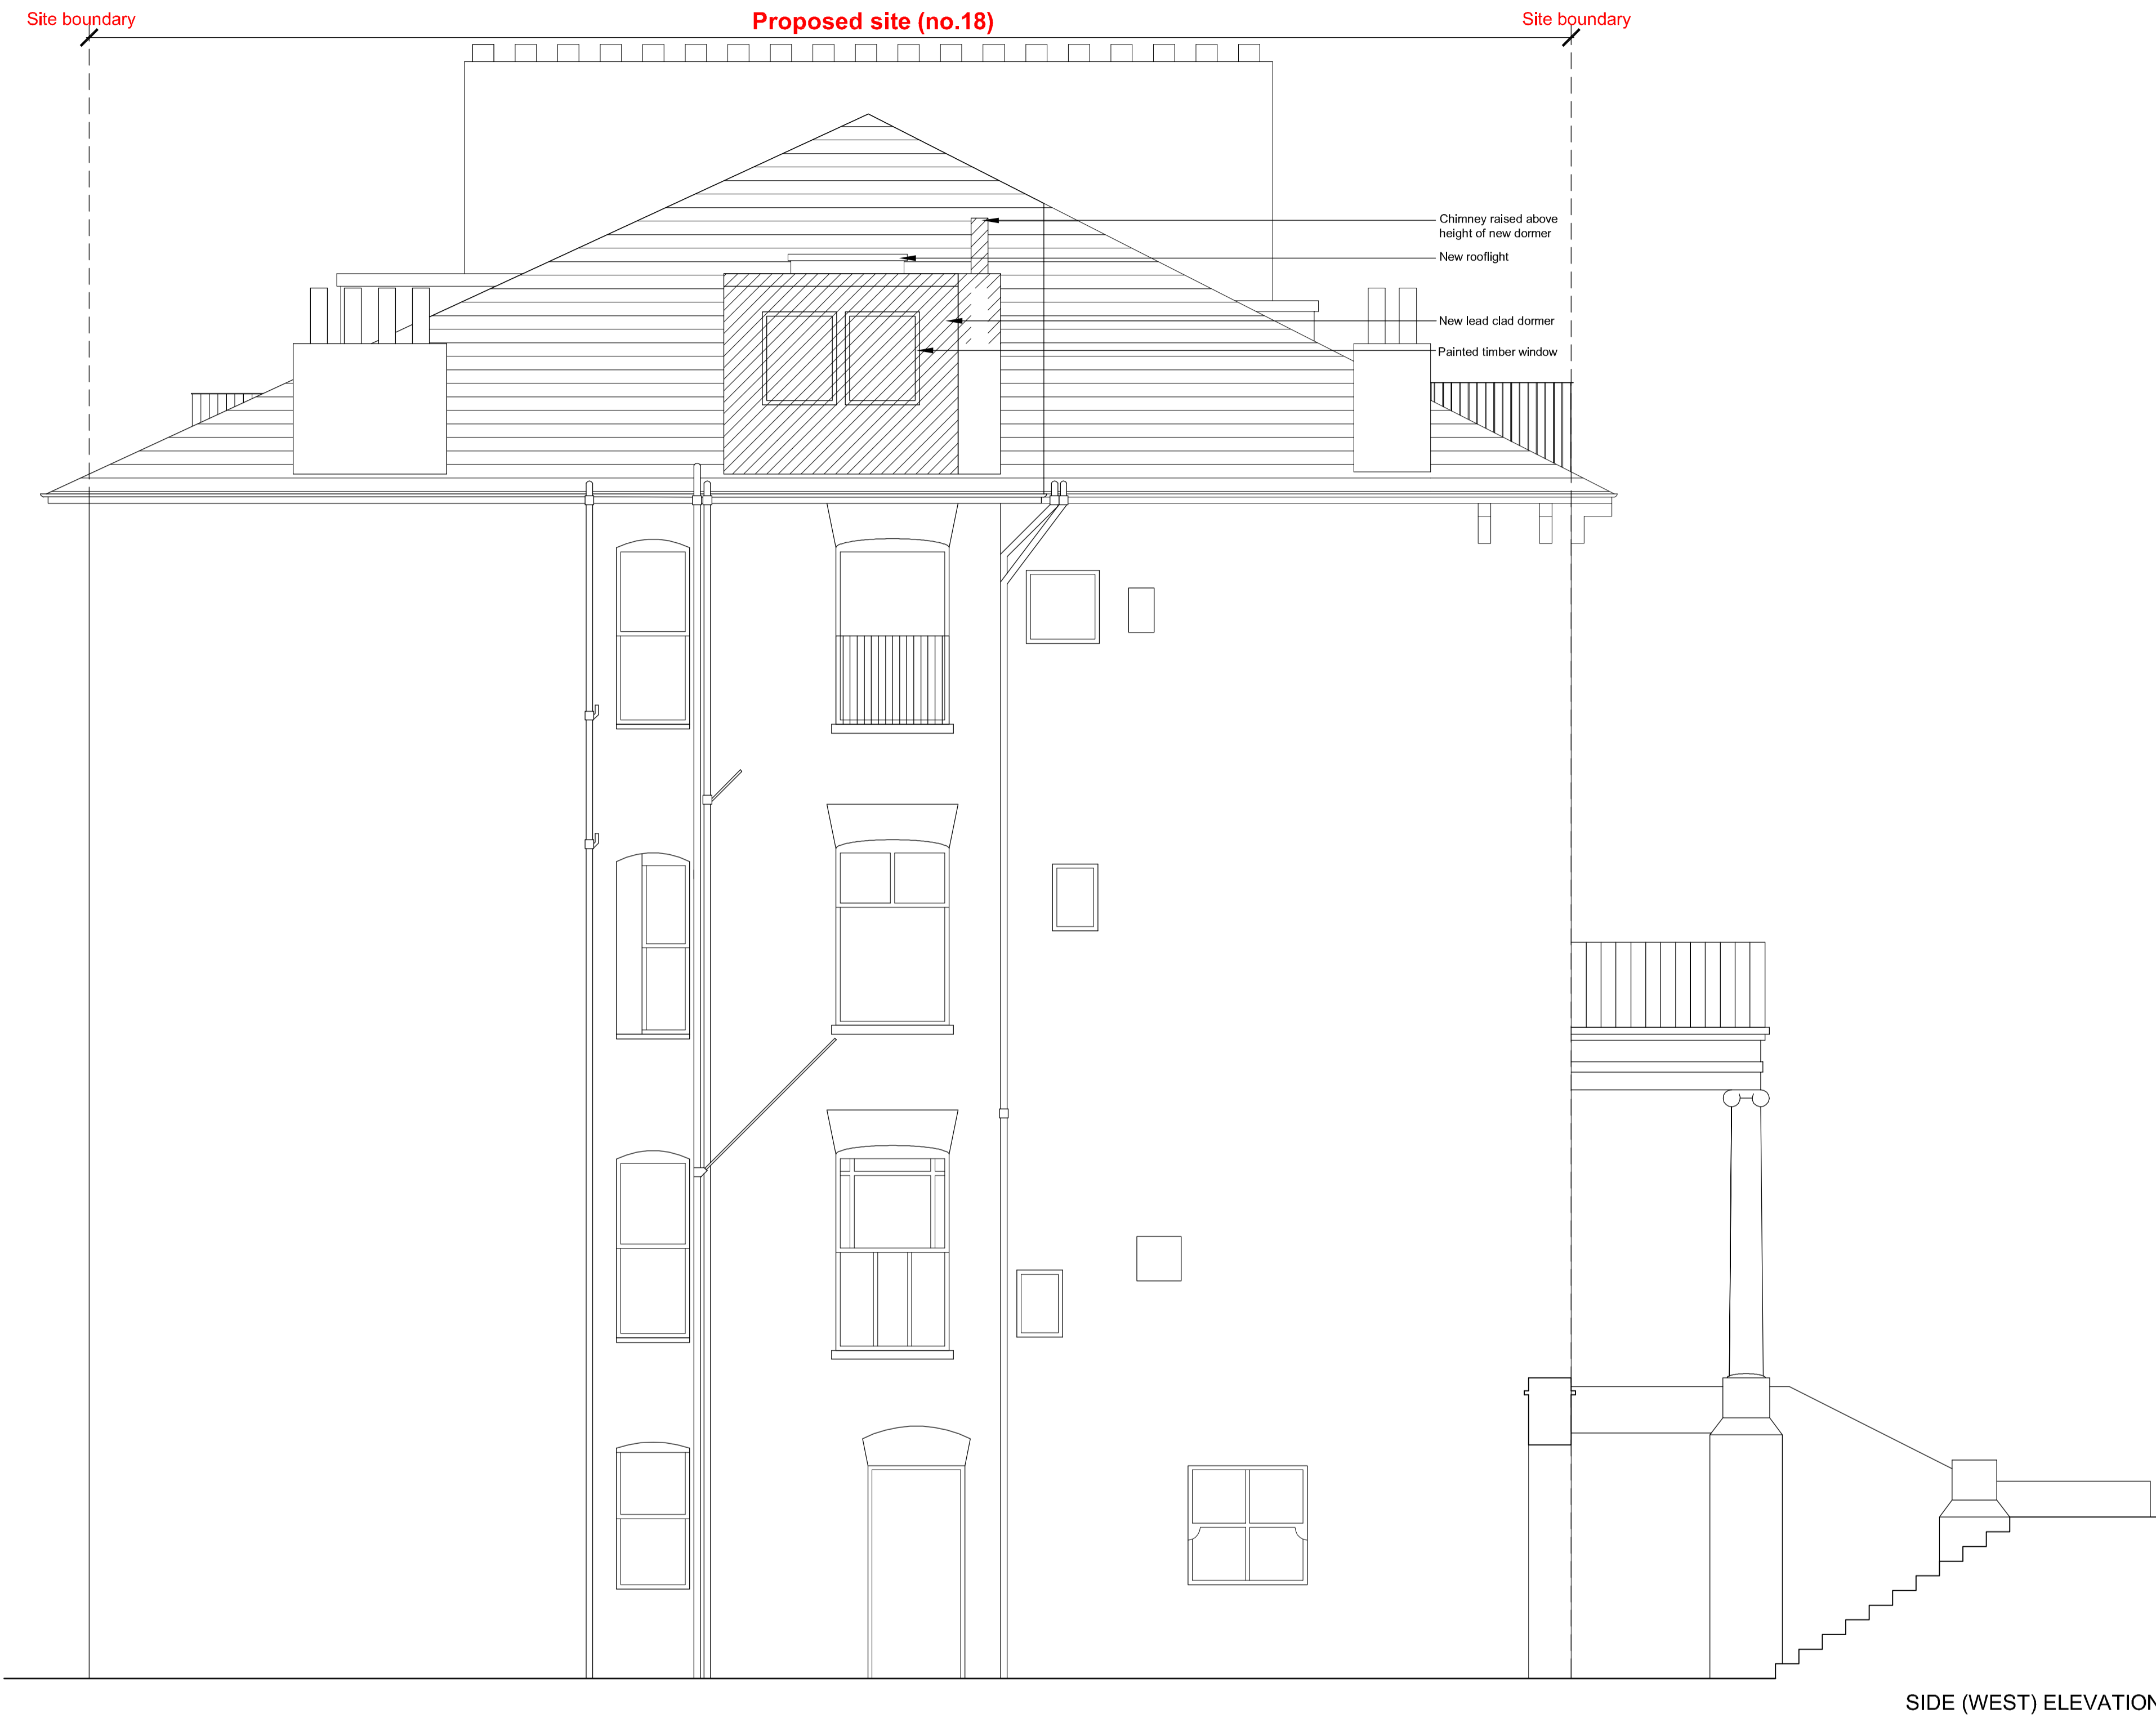 Site boundary
Proposed site (no.18)
Site boundary
Chimney raised above
height of new dormer
New rooflight
New lead clad dormer
Painted timber window
SIDE (WEST) ELEVATION